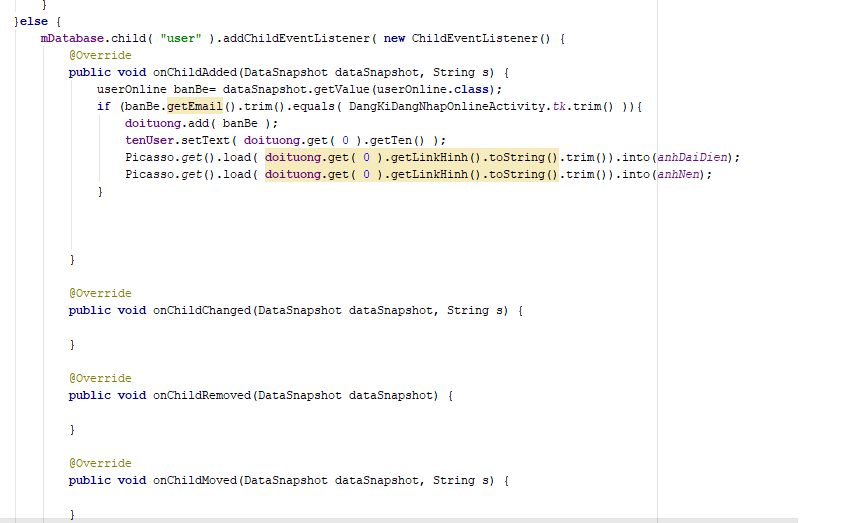 }
}else {
mDatabase.child( "user" ).addChildEventListener( new ChildEventListener() {
@Override
public void onChildAdded(DataSnapshot dataSnapshot, String s) {
userOnline banBe= dataSnapshot.getValue(userOnline.class);
if (banBe.getEmail().trim().equals( DangKiDangNhapOnlineActivity.tk.trim() )){
doituong.add( banBe );
tenUser.setText( doituong.get( 0 ).getTen() );
Picasso.get().load( doituong.get( 0 ).getLinkHinh().toString().trim()).into(anhDaiDien);
Picasso.get().load( doituong.get( 0 ).getLinkHinh().toString().trim()).into(anhNen);
}
}
@Override
public void onChildChanged(DataSnapshot dataSnapshot, String s) {
}
@Override
public void onChildRemoved(DataSnapshot dataSnapshot) {
}
@Override
public void onChildMoved(DataSnapshot dataSnapshot, String s) {
}